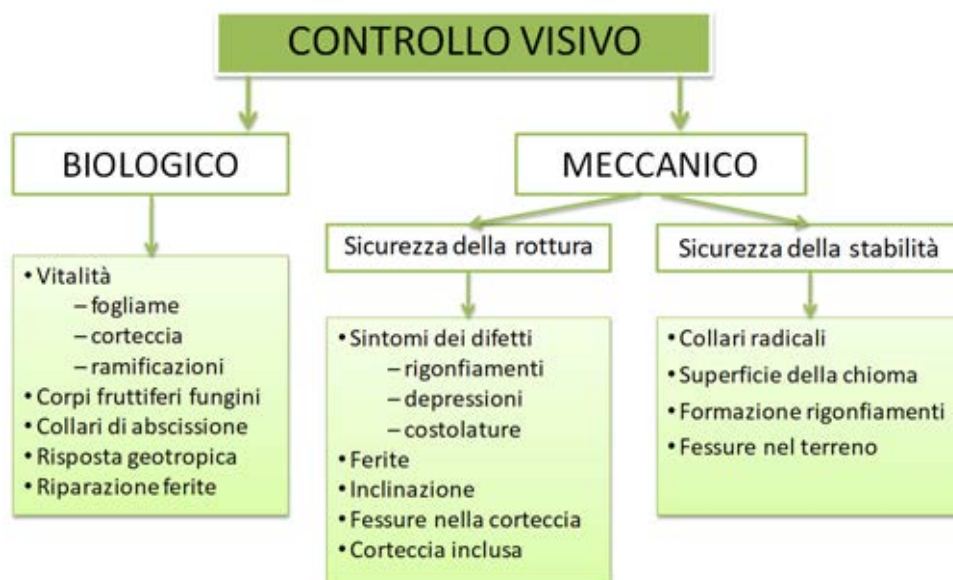 CONTROLLO VISIVO
BIOLOGICO
• Vitalità
– fogliame
– corteccia
– ramificazioni
• Corpi fruttiferi fungini
• Collari di abscissione
• Risposta geotropica
• Riparazione ferite
MECCANICO
Sicurezza della rottura
• Sintomi dei difetti
– rigonfiamenti
– depressioni
– costolature
• Ferite
• Inclinazione
• Fessure nella corteccia
• Corteccia inclusa
Sicurezza della stabilità
• Collari radicali
• Superficie della chioma
• Formazione rigonfiamenti
• Fessure nel terreno